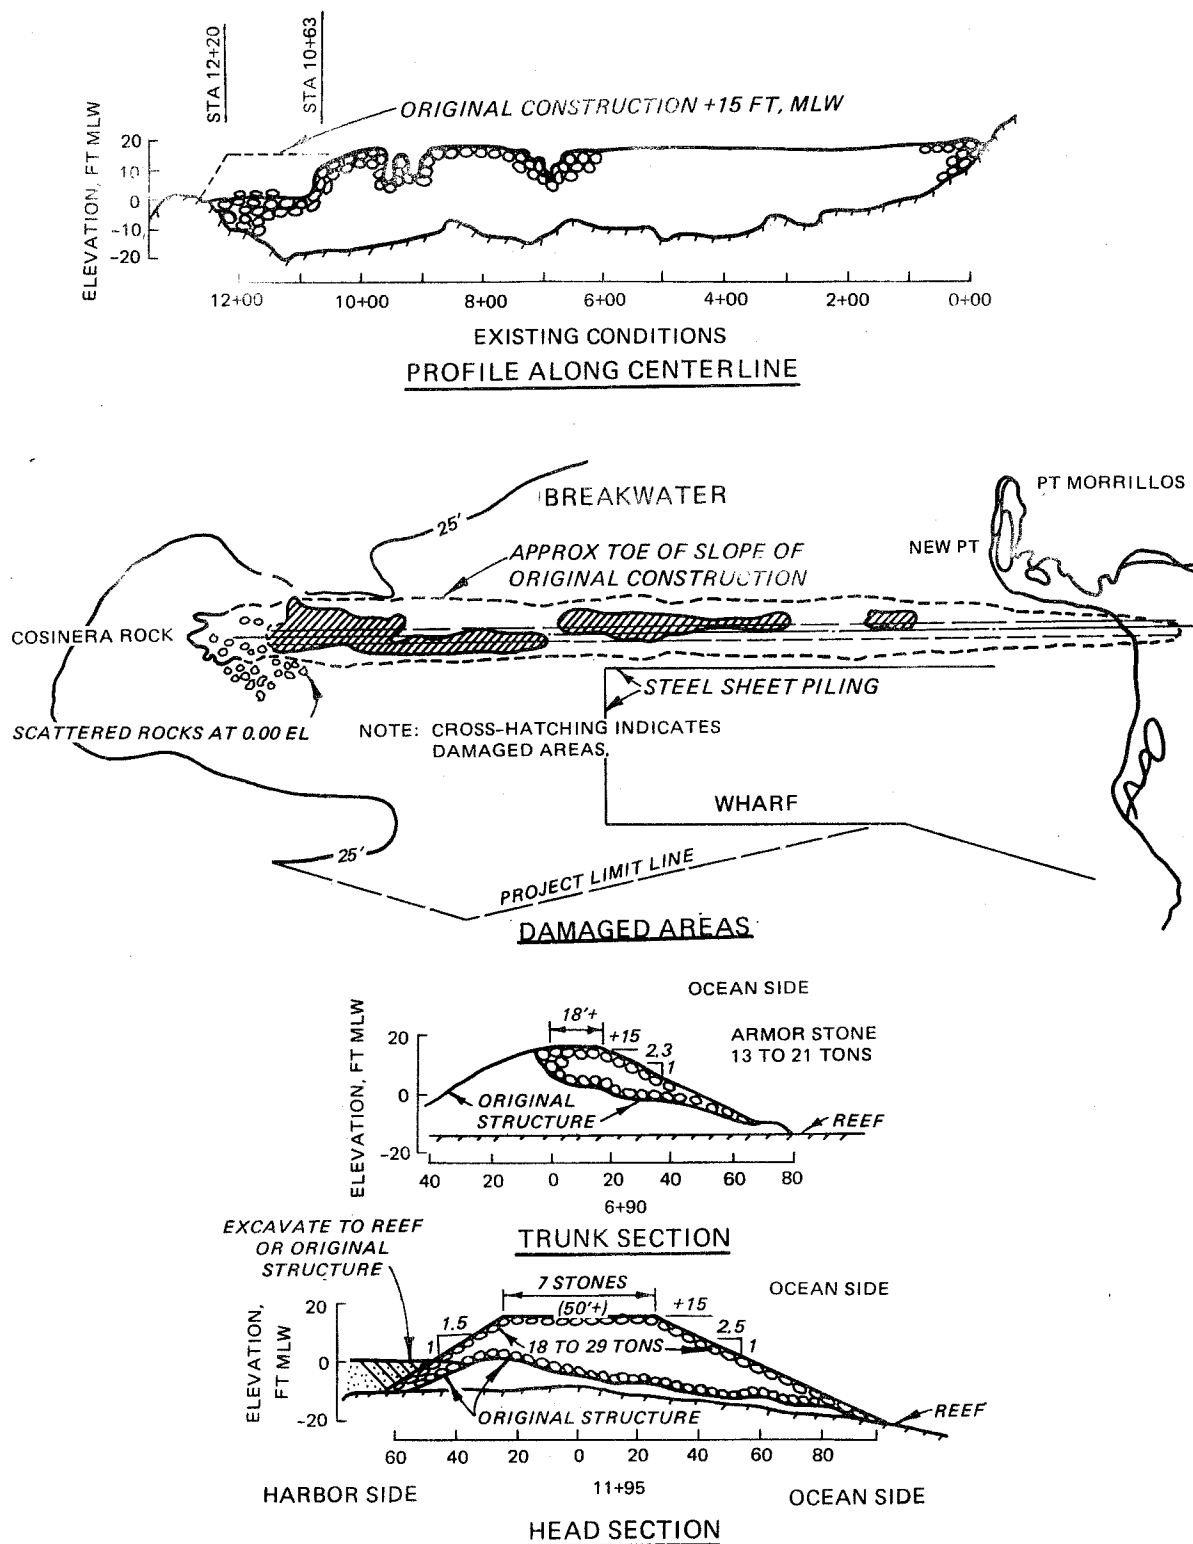 STA 12+20
STA 10+63
ORIGINAL CONSTRUCTION +15 FT, MLW
ELEVATION, FT MLW
20
10
0
-10
-20
12+00
10+00
8+00
6+00
4+00
2+00
0+00
EXISTING CONDITIONS
PROFILE ALONG CENTERLINE
BREAKWATER
25'
PT MORRILLOS
NEW PT
APPROX TOE OF SLOPE OF
ORIGINAL CONSTRUCTION
COSINERA ROCK
STEEL SHEET PILING
SCATTERED ROCKS AT 0.00 EL
NOTE: CROSS-HATCHING INDICATES
DAMAGED AREAS.
WHARF
25'
PROJECT LIMIT LINE
DAMAGED AREAS
OCEAN SIDE
ELEVATION, FT MLW
20
0
-20
18'+
+15
2.3
1
ARMOR STONE
13 TO 21 TONS
ORIGINAL
STRUCTURE
REEF
40
20
0
20
40
60
80
6+90
TRUNK SECTION
EXCAVATE TO REEF
OR ORIGINAL
STRUCTURE
7 STONES
(50'+)
OCEAN SIDE
ELEVATION,
FT MLW
20
0
-20
1.5
1
+15
2.5
1
18 TO 29 TONS
ORIGINAL STRUCTURE
REEF
60
40
20
0
20
40
60
80
11+95
HARBOR SIDE
OCEAN SIDE
HEAD SECTION